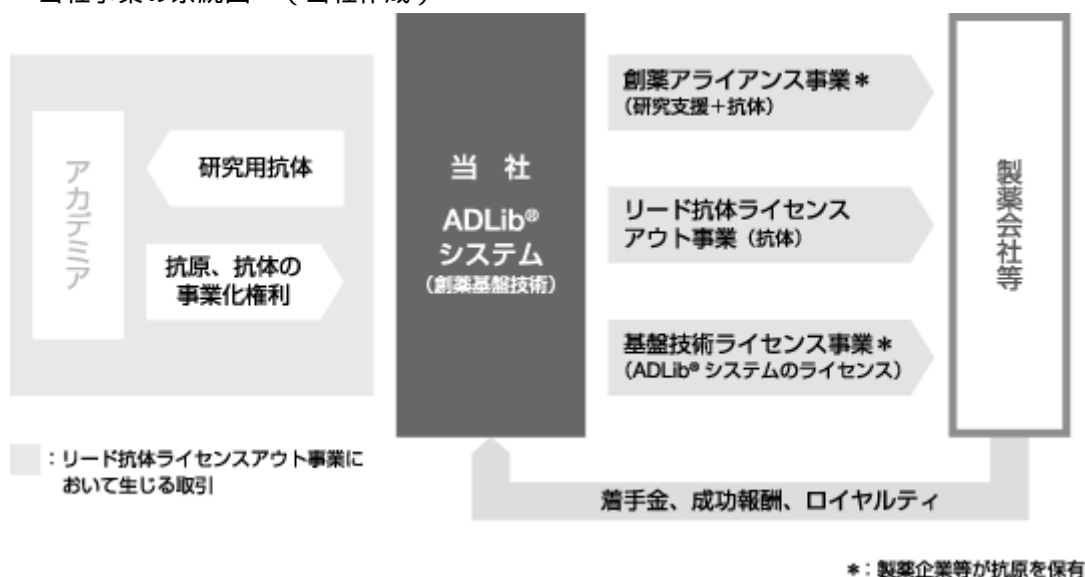 当社事業の系統図 (当社作成)
アカデミア
研究用抗体
抗原、抗体の
事業化権利
当 社
ADLib®
システム
(創薬基盤技術)
創薬アライアンス事業＊
(研究支援＋抗体)
リード抗体ライセンス
アウト事業 (抗体)
基盤技術ライセンス事業＊
(ADLib® システムのライセンス)
製薬会社等
：リード抗体ライセンスアウト事業に
おいて生じる取引
着手金、成功報酬、ロイヤルティ
＊：製薬企業等が抗原を保有